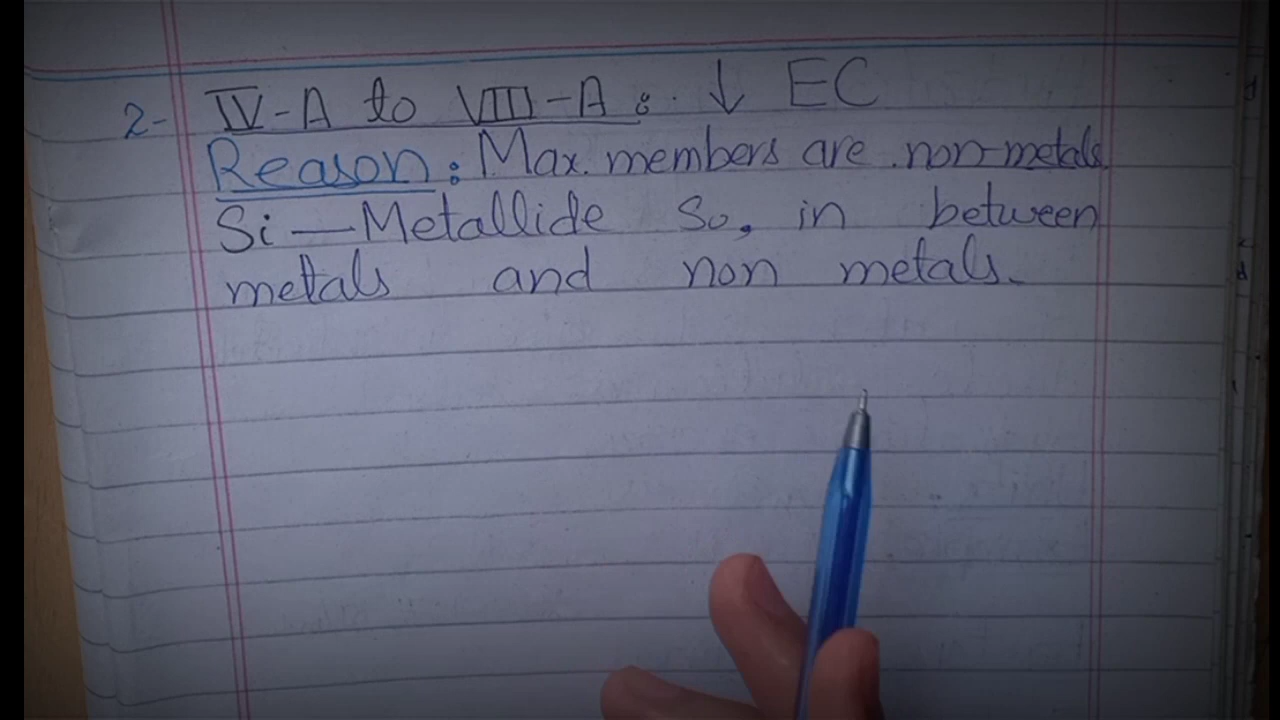 2- IV-A to VIII-A: ↓ EC
Reason: Max. members are non-metals.
Si—Metallide So, in between
metals and non metals.